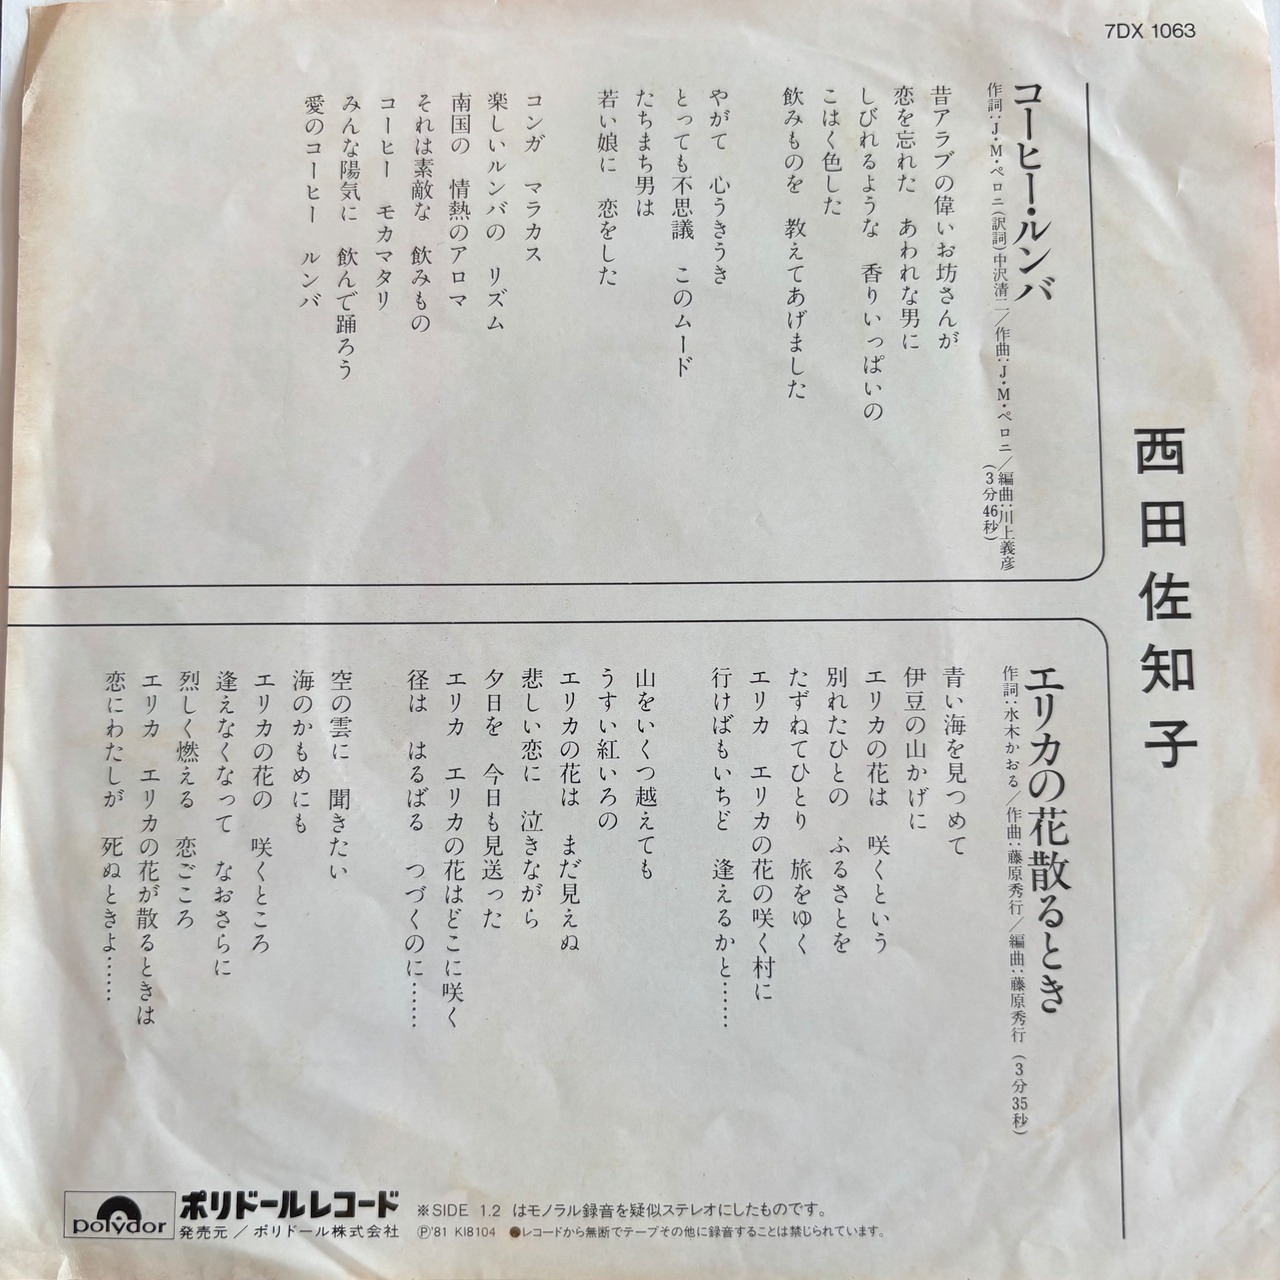 7DX 1063
西田佐知子
コーヒー・ルンバ
作詞:J・M・ペロニ(訳詞)中沢清二/作曲:J・M・ペロニ/編曲:川上義彦
(3分46秒)
昔アラブの偉いお坊さんが
恋を忘れた　あわれな男に
しびれるような　香りいっぱいの
こはく色した
飲みものを　教えてあげました
やがて　心うきうき
とっても不思議　このムード
たちまち男は
若い娘に　恋をした
コンガ　マラカス
楽しいルンバの　リズム
南国の　情熱のアロマ
それは素敵な　飲みもの
コーヒー　モカマタリ
みんな陽気に　飲んで踊ろう
愛のコーヒー　ルンバ
エリカの花散るとき
作詞:水木かおる/作曲:藤原秀行/編曲:藤原秀行　(3分35秒)
青い海を見つめて
伊豆の山かげに
エリカの花は　咲くという
別れたひとの　ふるさとを
たずねてひとり　旅をゆく
エリカ　エリカの花の咲く村に
行けばもいちど　逢えるかと……
山をいくつ越えても
うすい紅いろの
エリカの花は　まだ見えぬ
悲しい恋に　泣きながら
夕日を　今日も見送った
エリカ　エリカの花はどこに咲く
径は　はるばる　つづくのに……
空の雲に　聞きたい
海のかもめにも
エリカの花の　咲くところ
逢えなくなって　なおさらに
烈しく燃える　恋ごころ
エリカ　エリカの花が散るときは
恋にわたしが　死ぬときよ……
polydor
ポリドールレコード
発売元/ポリドール株式会社
※SIDE 1.2 はモノラル録音を疑似ステレオにしたものです。
Ⓟ'81 KI8104 ●レコードから無断でテープその他に録音することは禁じられています。